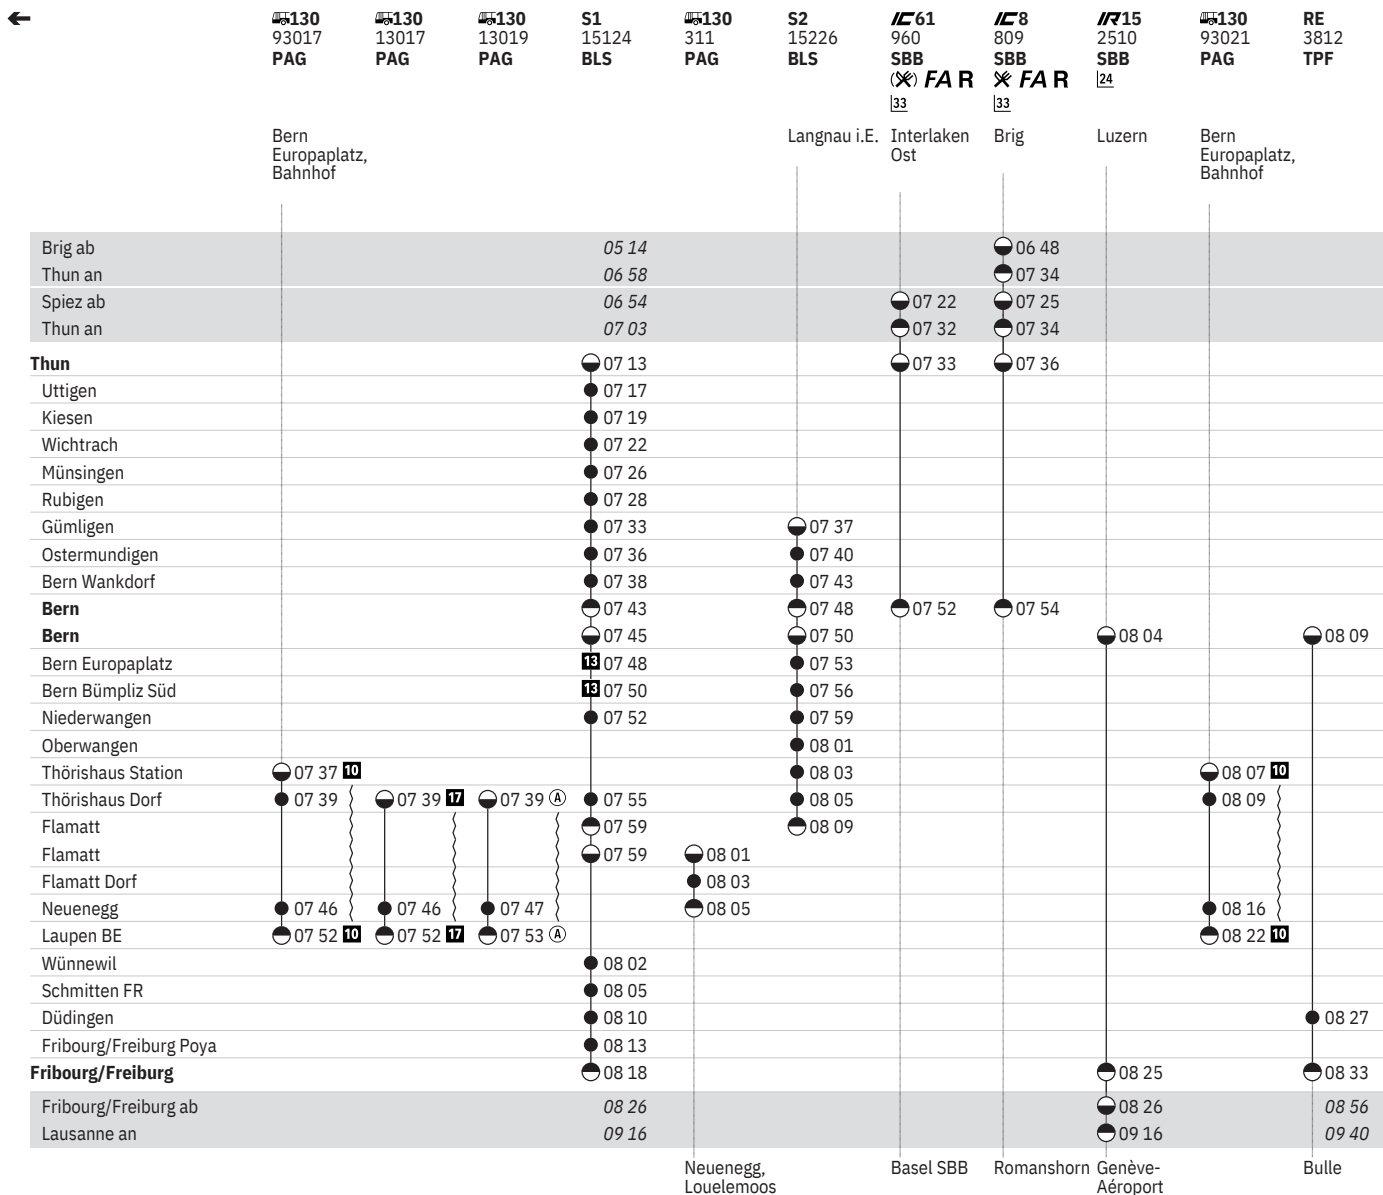 130 130 130 S1 130 S2 IC61 IC8 IR15 130 RE
93017 13017 13019 15124 311 15226 960 809 2510 93021 3812
PAG PAG PAG BLS PAG BLS SBB SBB SBB PAG TPF
FA R FA R 24
33 33
Bern Langnau i.E. Interlaken Brig Luzern Bern
Europaplatz, Ost Europaplatz,
Bahnhof Bahnhof
Brig ab 05 14 06 48
Thun an 06 58 07 34
Spiez ab 06 54 07 22 07 25
Thun an 07 03 07 32 07 34
Thun 07 13 07 33 07 36
Uttigen 07 17
Kiesen 07 19
Wichtrach 07 22
Münsingen 07 26
Rubigen 07 28
Gümligen 07 33 07 37
Ostermundigen 07 36 07 40
Bern Wankdorf 07 38 07 43
Bern 07 43 07 48 07 52 07 54
Bern 07 45 07 50 08 04 08 09
Bern Europaplatz 13 07 48 07 53
Bern Bümpliz Süd 13 07 50 07 56
Niederwangen 07 52 07 59
Oberwangen 08 01
Thörishaus Station 07 37 10 08 03 08 07 10
Thörishaus Dorf 07 39 07 39 17 07 39 A 07 55 08 05 08 09
Flamatt 07 59 08 09
Flamatt 07 59 08 01
Flamatt Dorf 08 03
Neuenegg 07 46 07 46 07 47 08 05 08 16
Laupen BE 07 52 10 07 52 17 07 53 A 08 22 10
Wünnewil 08 02
Schmitten FR 08 05
Düdingen 08 10 08 27
Fribourg/Freiburg Poya 08 13
Fribourg/Freiburg 08 18 08 25 08 33
Fribourg/Freiburg ab 08 26 08 26 08 56
Lausanne an 09 16 09 16 09 40
Neuenegg, Basel SBB Romanshorn Genève- Bulle
Louelemoos Aéroport